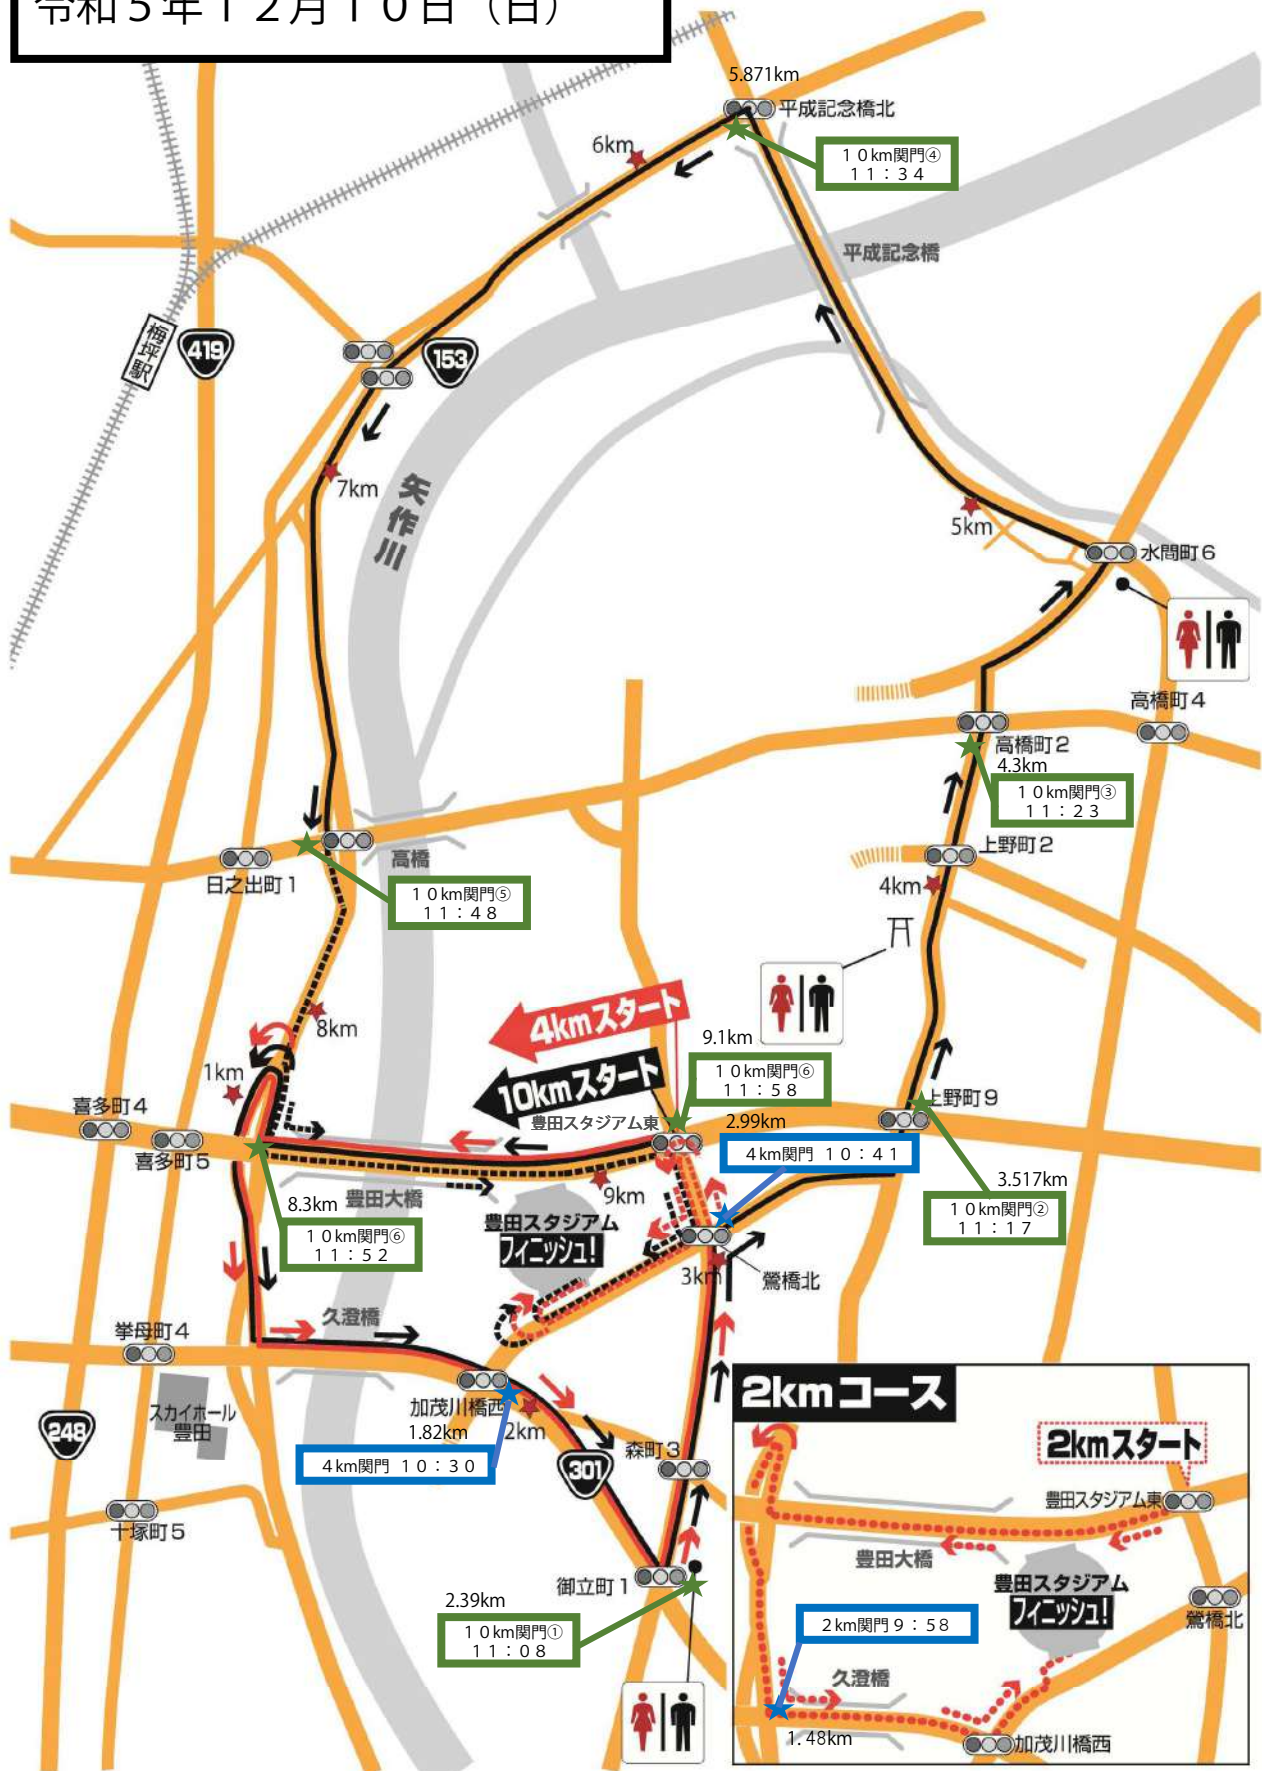 令和５年１２月１０日（日）
5.871km
平成記念橋北
6km
１０km関門④
１１：３４
平成記念橋
梅坪駅
419
153
矢作川
7km
5km
水間町6
高橋町4
高橋町2
4.3km
１０km関門③
１１：２３
上野町2
高橋
日之出町1
4km
１０km関門⑤
１１：４８
8km
4kmスタート
10kmスタート
9.1km
１０km関門⑥
１１：５８
1km
喜多町4
喜多町5
豊田スタジアム東
上野町9
2.99km
４km関門 １０：４１
豊田大橋
9km
8.3km
１０km関門⑥
１１：５２
豊田スタジアム
フィニッシュ!
3.517km
１０km関門②
１１：１７
3km
鶯橋北
久澄橋
挙母町4
スカイホール
豊田
248
加茂川橋西
1.82km
2km
４km関門 １０：３０
森町3
301
十塚町5
御立町1
2.39km
１０km関門①
１１：０８
2kmコース
2kmスタート
豊田スタジアム東
豊田大橋
豊田スタジアム
フィニッシュ!
鶯橋北
２km関門９：５８
久澄橋
1.48km
加茂川橋西